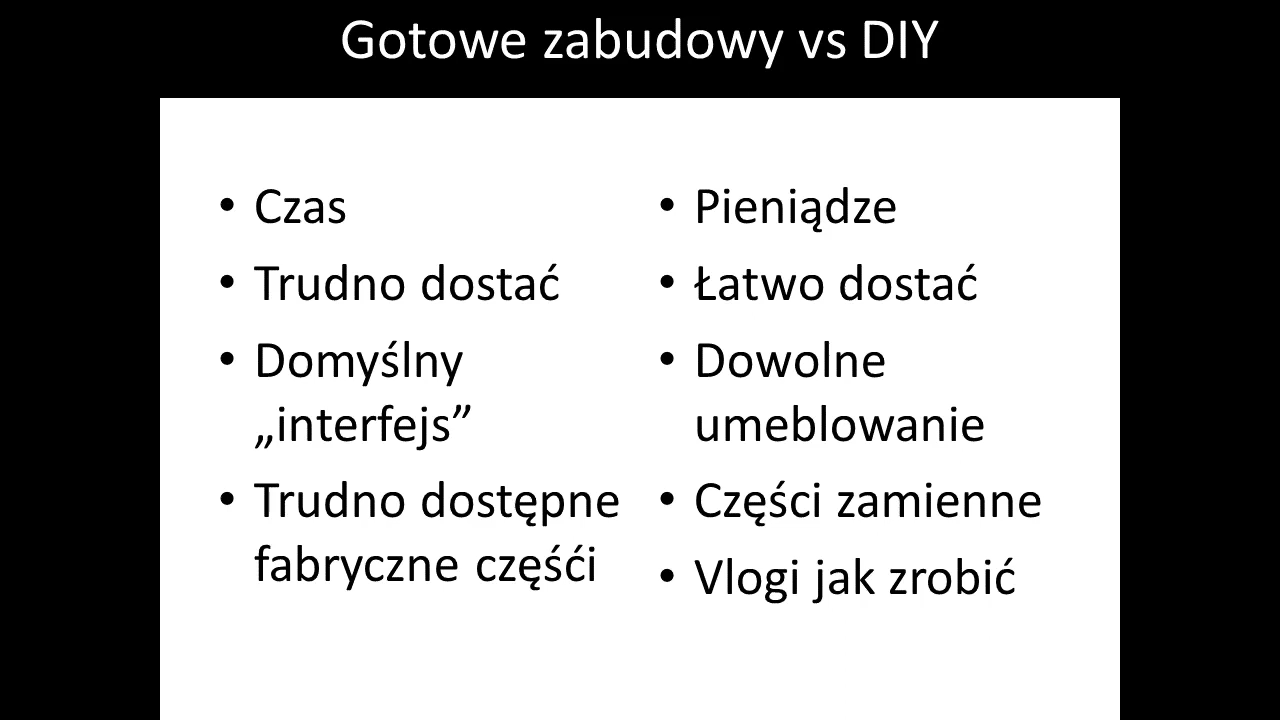 Gotowe zabudowy vs DIY
• Czas
• Trudno dostać
• Domyślny
„interfejs”
• Trudno dostępne
fabryczne częśći
• Pieniądze
• Łatwo dostać
• Dowolne
umeblowanie
• Części zamienne
• Vlogi jak zrobić